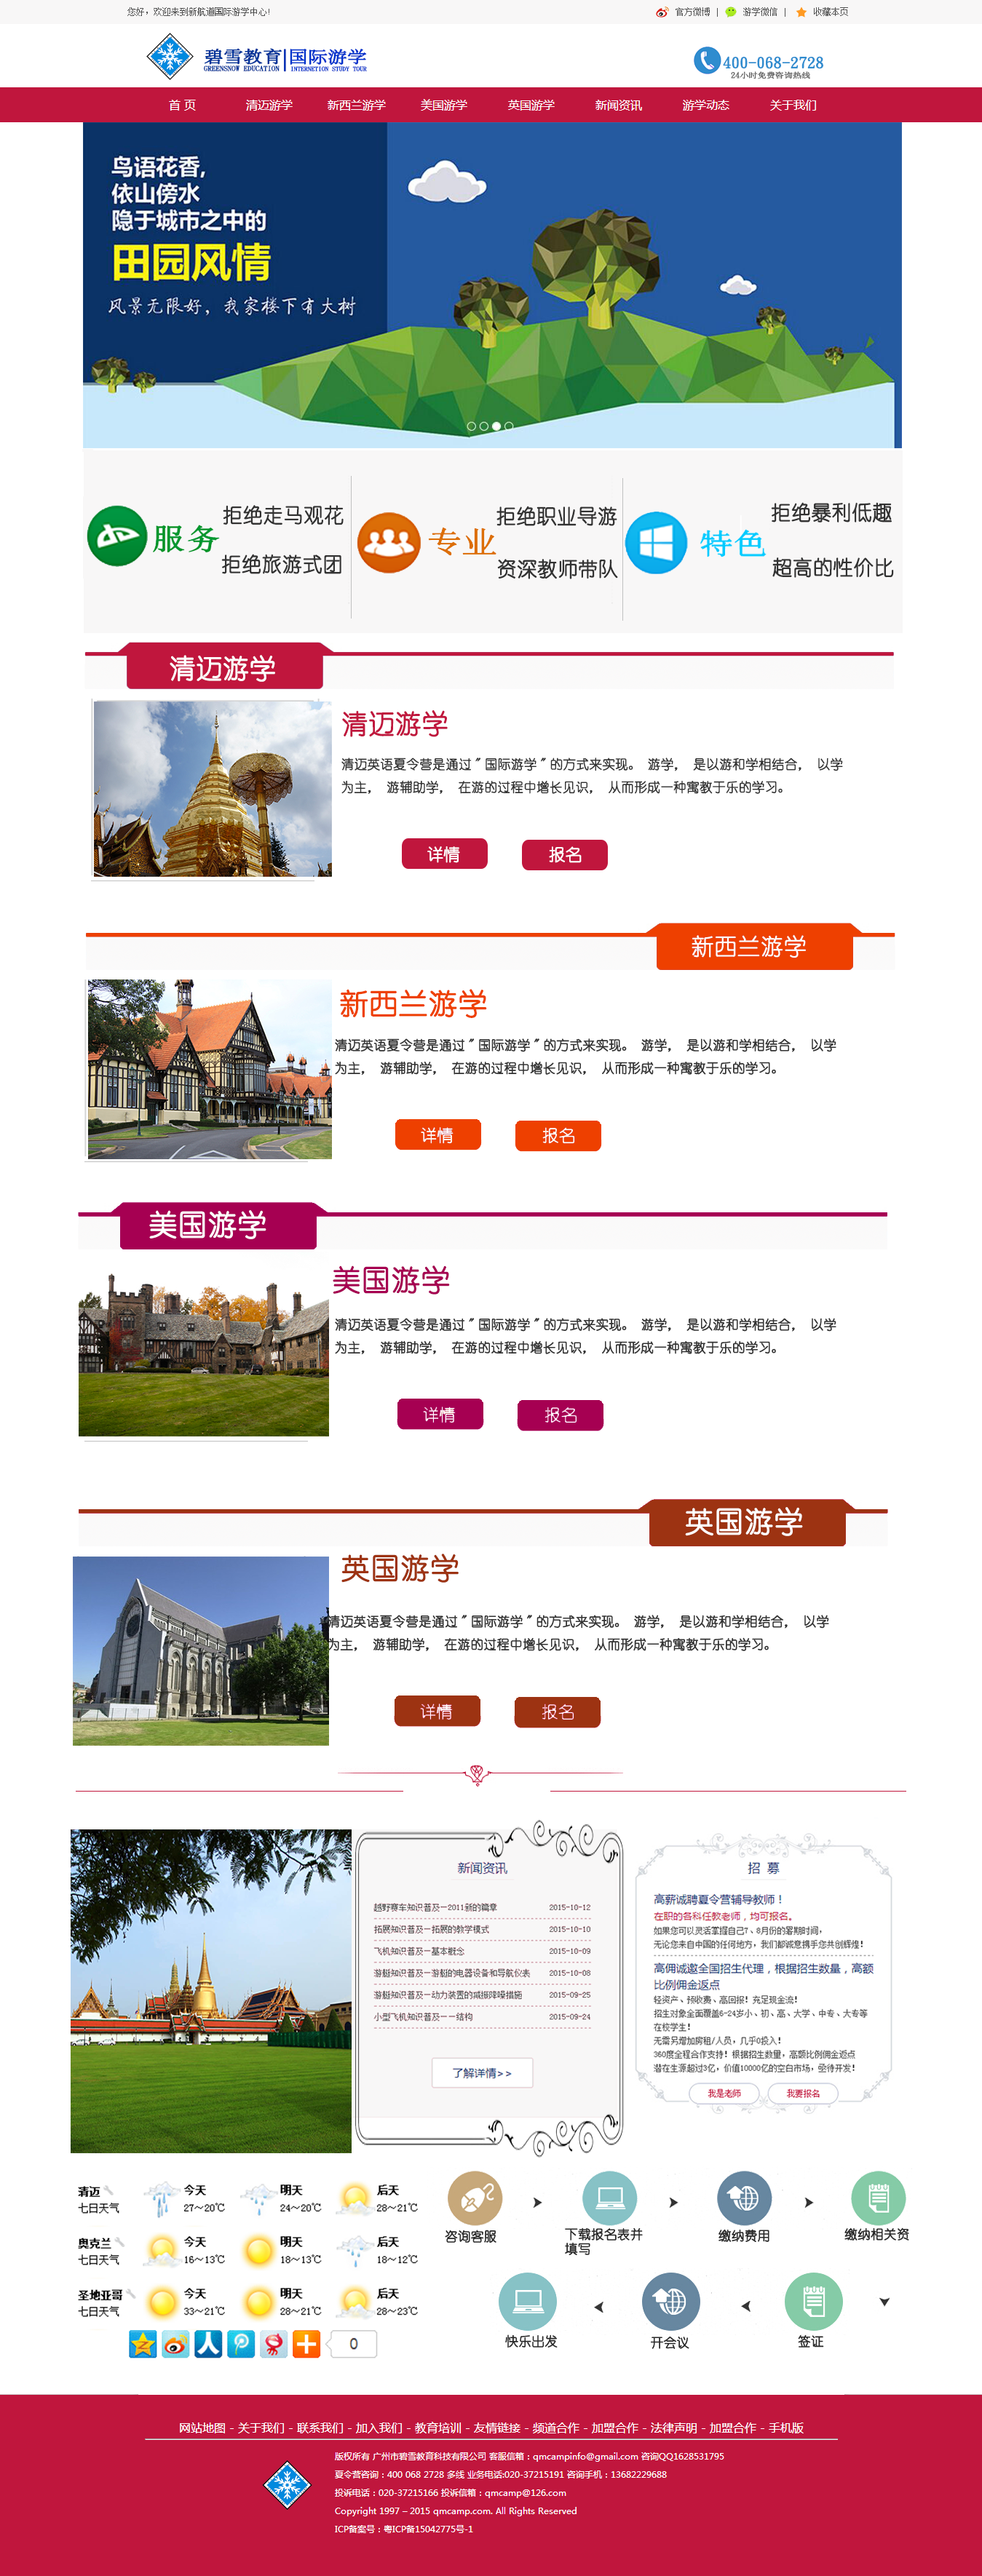 您好，欢迎来到新航道国际游学中心!
官方微博 | 游学微信 | 收藏本页
碧雪教育 国际游学
GREENSNOW EDUCATION INTERNETION STUDY TOUR
400-068-2728
24小时免费咨询热线
首 页 清迈游学 新西兰游学 美国游学 英国游学 新闻资讯 游学动态 关于我们
鸟语花香,
依山傍水
隐于城市之中的
田园风情
风景无限好，我家楼下有大树
服务 拒绝走马观花
拒绝旅游式团
专业 拒绝职业导游
资深教师带队
特色 拒绝暴利低趣
超高的性价比
清迈游学
清迈游学
清迈英语夏令营是通过"国际游学"的方式来实现。 游学， 是以游和学相结合， 以学
为主， 游辅助学， 在游的过程中增长见识， 从而形成一种寓教于乐的学习。
详情 报名
新西兰游学
新西兰游学
清迈英语夏令营是通过"国际游学"的方式来实现。 游学， 是以游和学相结合， 以学
为主， 游辅助学， 在游的过程中增长见识， 从而形成一种寓教于乐的学习。
详情 报名
美国游学
美国游学
清迈英语夏令营是通过"国际游学"的方式来实现。 游学， 是以游和学相结合， 以学
为主， 游辅助学， 在游的过程中增长见识， 从而形成一种寓教于乐的学习。
详情 报名
英国游学
英国游学
清迈英语夏令营是通过"国际游学"的方式来实现。 游学， 是以游和学相结合， 以学
为主， 游辅助学， 在游的过程中增长见识， 从而形成一种寓教于乐的学习。
详情 报名
新闻资讯
越野赛车知识普及—2011新的篇章 2015-10-12
拓展知识普及—拓展的教学模式 2015-10-10
飞机知识普及—基本概念 2015-10-09
游艇知识普及—游艇的电器设备和导航仪表 2015-10-08
游艇知识普及—动力装置的减振降噪措施 2015-09-25
小型飞机知识普及——结构 2015-09-24
了解详情>>
招 募
高薪诚聘夏令营辅导教师！
在职的各科任教老师，均可报名。
如果您可以灵活掌握自己7、8月份的暑期时间，
无论您来自中国的任何地方，我们都诚意携手您共创辉煌！
高佣诚邀全国招生代理，根据招生数量，高额
比例佣金返点
轻资产、预收费、高回报！充足现金流！
招生对象全面覆盖6-24岁小、初、高、大学、中专、大专等
在校学生！
无需另增加房租/人员，几乎0投入！
360度全程合作支持！根据招生数量，高额比例佣金返点
潜在生源超过3亿，价值10000亿的空白市场，亟待开发！
我是老师 我要报名
清迈 今天 明天 后天
七日天气 27～20℃ 24～20℃ 28～21℃
奥克兰 今天 明天 后天
七日天气 16～13℃ 18～13℃ 18～12℃
圣地亚哥 今天 明天 后天
七日天气 33～21℃ 28～21℃ 28～23℃
0
咨询客服 下载报名表并 缴纳费用 缴纳相关资
填写
快乐出发 开会议 签证
网站地图 - 关于我们 - 联系我们 - 加入我们 - 教育培训 - 友情链接 - 频道合作 - 加盟合作 - 法律声明 - 加盟合作 - 手机版
版权所有 广州市碧雪教育科技有限公司 客服信箱：qmcampinfo@gmail.com 咨询QQ1628531795
夏令营咨询：400 068 2728 多线 业务电话:020-37215191 咨询手机：13682229688
投诉电话：020-37215166 投诉信箱：qmcamp@126.com
Copyright 1997 – 2015 qmcamp.com. All Rights Reserved
ICP备案号：粤ICP备15042775号-1